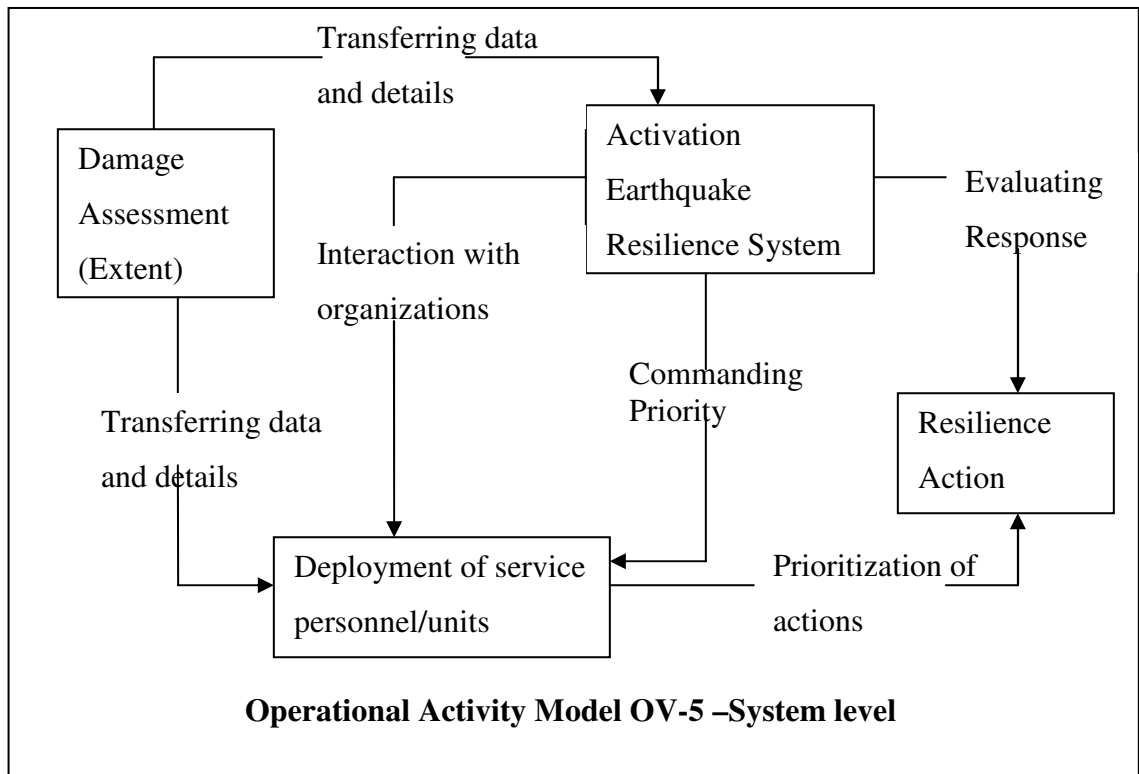 Transferring data
and details
Damage
Assessment
(Extent)
Activation
Earthquake
Resilience System
Evaluating
Response
Interaction with
organizations
Commanding
Priority
Transferring data
and details
Resilience
Action
Deployment of service
personnel/units
Prioritization of
actions
Operational Activity Model OV-5 –System level